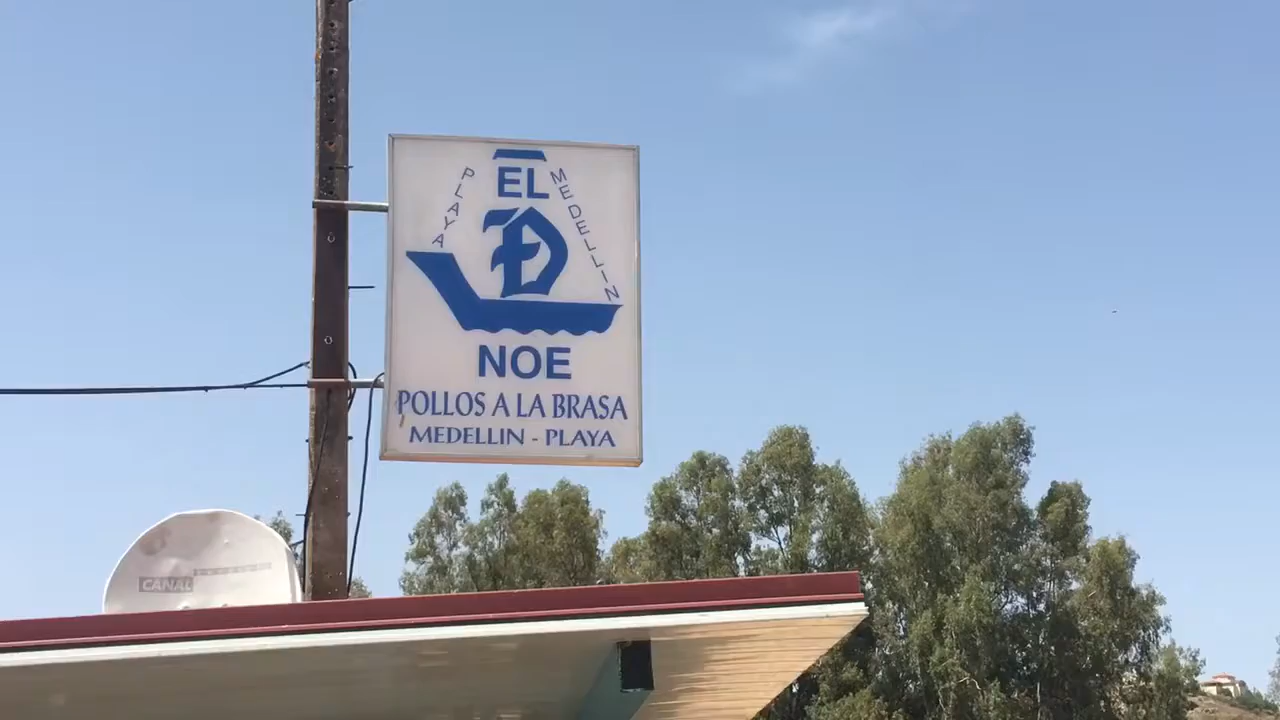 EL
PLAYA
MEDELLIN
D
NOE
POLLOS A LA BRASA
MEDELLIN - PLAYA
CANAL